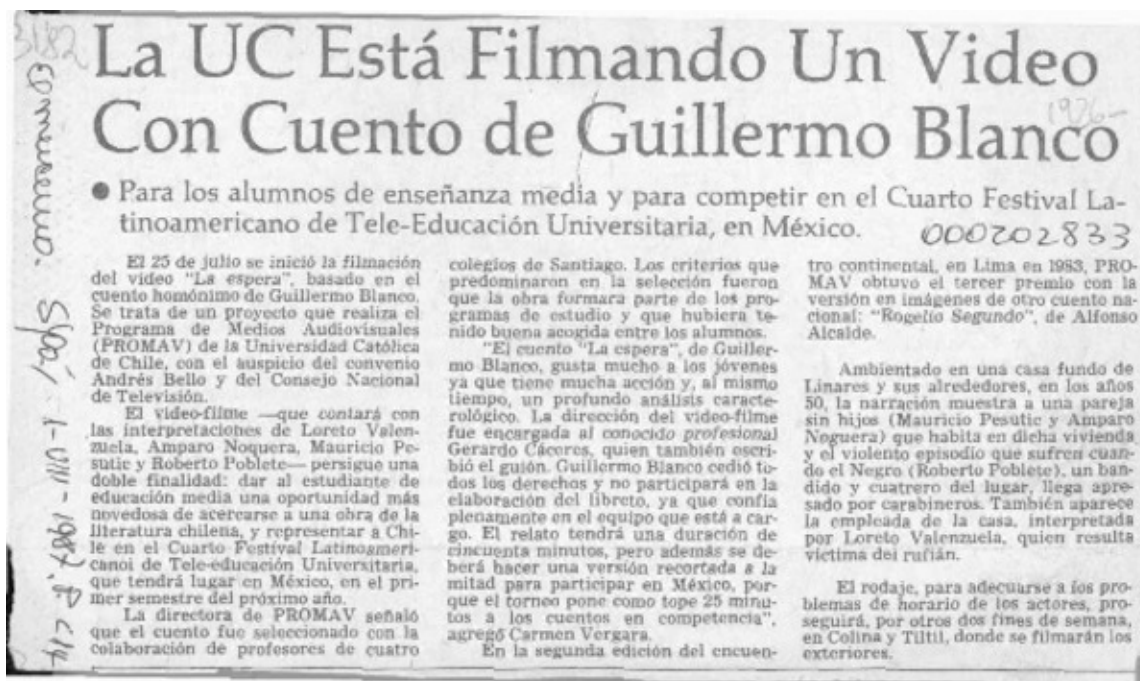 La UC Está Filmando Un Video
Con Cuento de Guillermo Blanco
1926-
● Para los alumnos de enseñanza media y para competir en el Cuarto Festival La-
tinoamericano de Tele-Educación Universitaria, en México.
000202833
El 25 de julio se inició la filmación
del video "La espera", basado en el
cuento homónimo de Guillermo Blanco.
Se trata de un proyecto que realiza el
Programa de Medios Audiovisuales
(PROMAV) de la Universidad Católica
de Chile, con el auspicio del convenio
Andrés Bello y del Consejo Nacional
de Televisión.
El video-filme —que contará con
las interpretaciones de Loreto Valen-
zuela, Amparo Noquera, Mauricio Pe-
sutic y Roberto Poblete— persigue una
doble finalidad: dar al estudiante de
educación media una oportunidad más
novedosa de acercarse a una obra de la
literatura chilena, y representar a Chi-
le en el Cuarto Festival Latinoameri-
canoi de Tele-educación Universitaria,
que tendrá lugar en México, en el pri-
mer semestre del próximo año.
La directora de PROMAV señaló
que el cuento fue seleccionado con la
colaboración de profesores de cuatro
colegios de Santiago. Los criterios que
predominaron en la selección fueron
que la obra formara parte de los pro-
gramas de estudio y que hubiera te-
nido buena acogida entre los alumnos.
"El cuento "La espera", de Guiller-
mo Blanco, gusta mucho a los jóvenes
ya que tiene mucha acción y, al mismo
tiempo, un profundo análisis caracte-
rológico. La dirección del video-filme
fue encargada al conocido profesional
Gerardo Cáceres, quien también escri-
bió el guión. Guillermo Blanco cedió to-
dos los derechos y no participará en la
elaboración del libreto, ya que confía
plenamente en el equipo que está a car-
go. El relato tendrá una duración de
cincuenta minutos, pero además se de-
berá hacer una versión recortada a la
mitad para participar en México, por-
que el torneo pone como tope 25 minu-
tos a los cuentos en competencia",
agregó Carmen Vergara.
En la segunda edición del encuen-
tro continental, en Lima en 1983, PRO-
MAV obtuvo el tercer premio con la
versión en imágenes de otro cuento na-
cional: "Rogelio Segundo", de Alfonso
Alcalde.
Ambientado en una casa fundo de
Linares y sus alrededores, en los años
50, la narración muestra a una pareja
sin hijos (Mauricio Pesutic y Amparo
Noguera) que habita en dicha vivienda
y el violento episodio que sufren cuan-
do el Negro (Roberto Poblete), un ban-
dido y cuatrero del lugar, llega apre-
sado por carabineros. También aparece
la empleada de la casa, interpretada
por Loreto Valenzuela, quien resulta
víctima del rufián.
El rodaje, para adecuarse a los pro-
blemas de horario de los actores, pro-
seguirá, por otros dos fines de semana,
en Colina y Tiltil, donde se filmarán los
exteriores.
3182
Stgo, 1-VIII-1987. P. C14